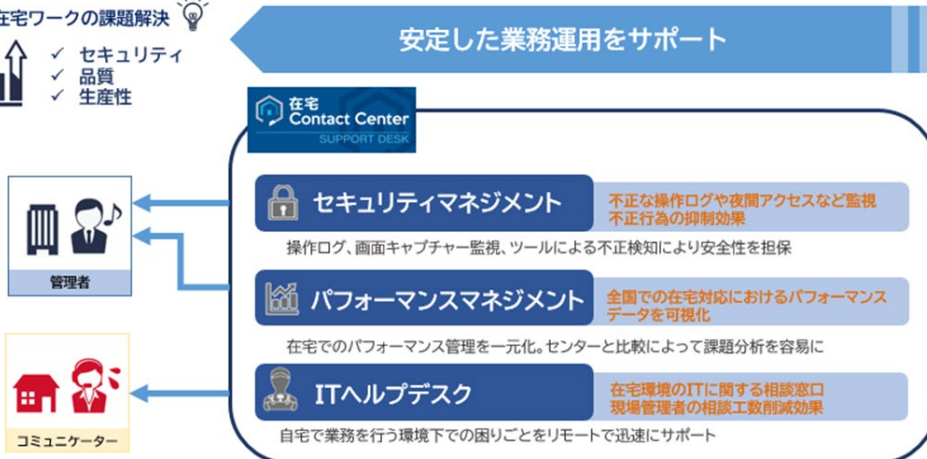 在宅ワークの課題解決
✓ セキュリティ
✓ 品質
✓ 生産性
安定した業務運用をサポート
在宅
Contact Center
SUPPORT DESK
セキュリティマネジメント
不正な操作ログや夜間アクセスなど監視
不正行為の抑制効果
操作ログ、画面キャプチャー監視、ツールによる不正検知により安全性を担保
管理者
パフォーマンスマネジメント
全国での在宅対応におけるパフォーマンス
データを可視化
在宅でのパフォーマンス管理を一元化。センターと比較によって課題分析を容易に
ITヘルプデスク
在宅環境のITに関する相談窓口
現場管理者の相談工数削減効果
自宅で業務を行う環境下での困りごとをリモートで迅速にサポート
コミュニケーター